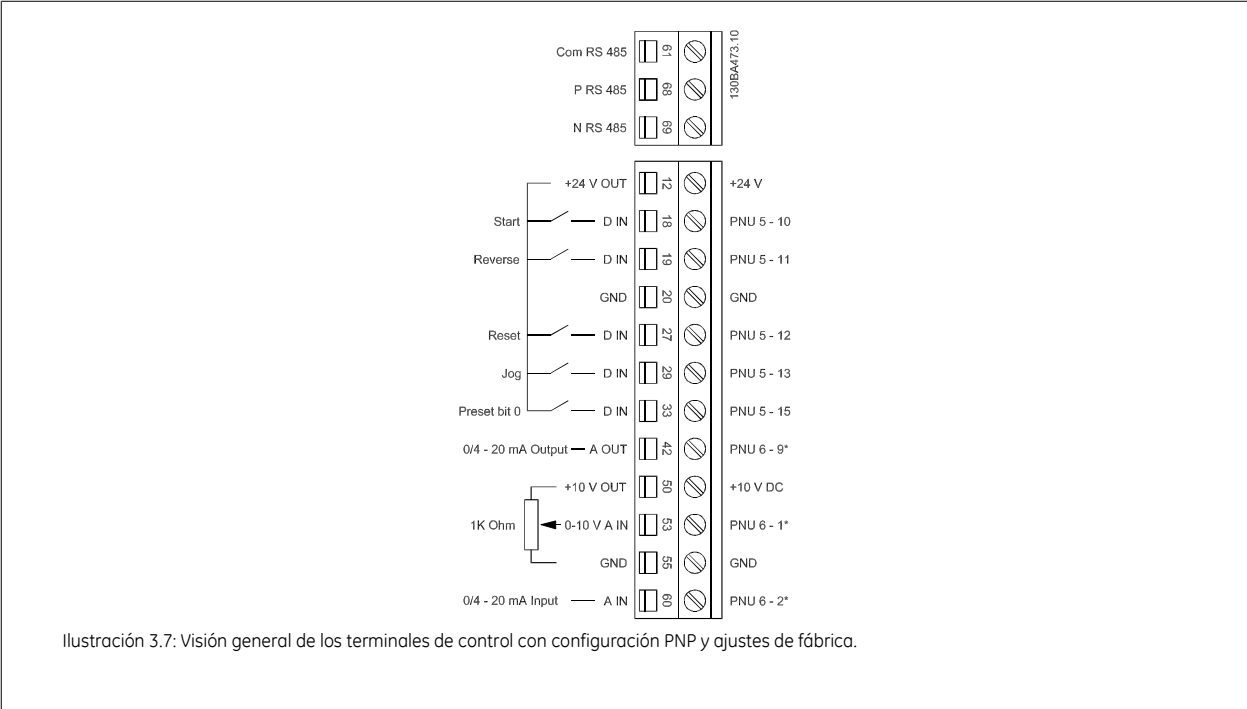 130BA473.10
Com RS 485 61
P RS 485 68
N RS 485 69
+24 V OUT 12 +24 V
Start D IN 18 PNU 5 - 10
Reverse D IN 19 PNU 5 - 11
GND 20 GND
Reset D IN 27 PNU 5 - 12
Jog D IN 29 PNU 5 - 13
Preset bit 0 D IN 33 PNU 5 - 15
0/4 - 20 mA Output A OUT 42 PNU 6 - 9*
+10 V OUT 50 +10 V DC
1K Ohm 0-10 V A IN 53 PNU 6 - 1*
GND 55 GND
0/4 - 20 mA Input A IN 60 PNU 6 - 2*
Ilustración 3.7: Visión general de los terminales de control con configuración PNP y ajustes de fábrica.